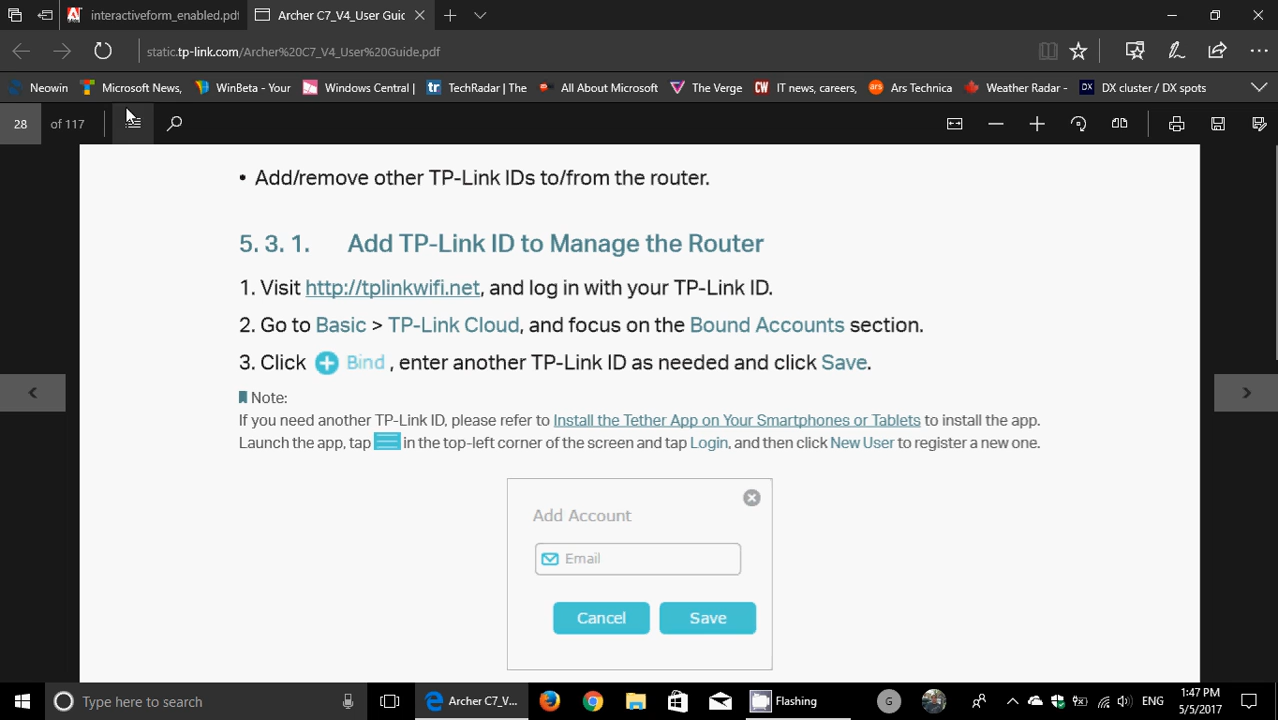 interactiveform_enabled.pdf
Archer C7_V4_User Guid
static.tp-link.com/Archer%20C7_V4_User%20Guide.pdf
Neowin
Microsoft News,
WinBeta - Your
Windows Central |
tr TechRadar | The
All About Microsoft
The Verge
CW IT news, careers,
ars Ars Technica
Weather Radar -
DX DX cluster / DX spots
28 of 117
• Add/remove other TP-Link IDs to/from the router.
5. 3. 1. Add TP-Link ID to Manage the Router
1. Visit http://tplinkwifi.net, and log in with your TP-Link ID.
2. Go to Basic > TP-Link Cloud, and focus on the Bound Accounts section.
3. Click Bind , enter another TP-Link ID as needed and click Save.
Note:
If you need another TP-Link ID, please refer to Install the Tether App on Your Smartphones or Tablets to install the app.
Launch the app, tap in the top-left corner of the screen and tap Login, and then click New User to register a new one.
Add Account
Email
Cancel Save
Type here to search
Archer C7_V...
Flashing
G
ENG
1:47 PM
5/5/2017